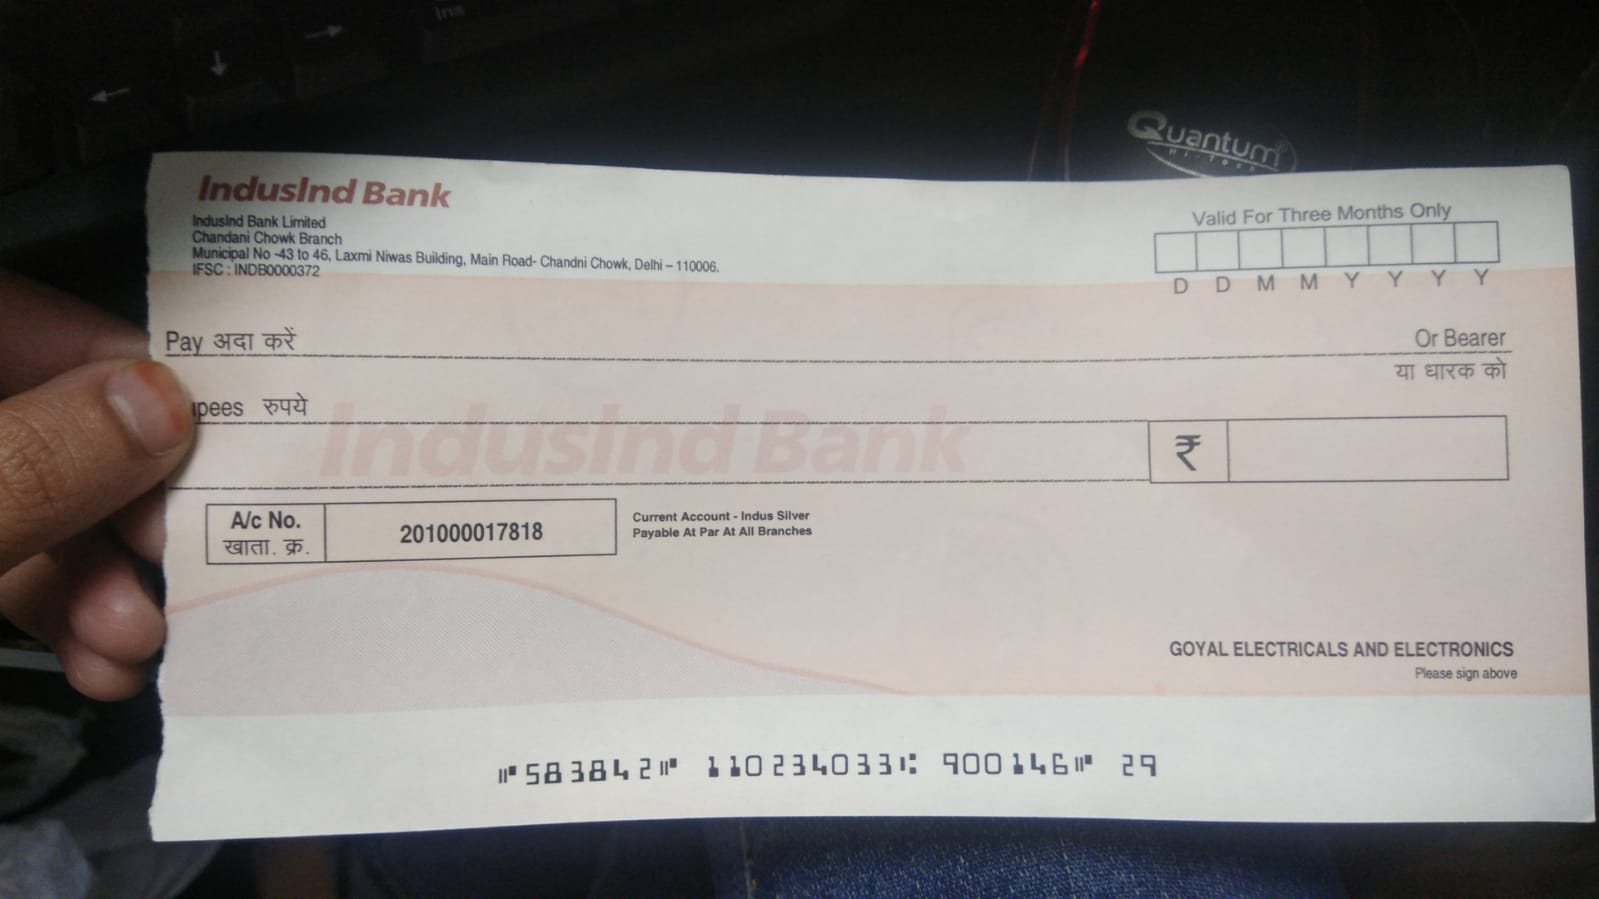 Quantum®
HI-TECH
IndusInd Bank
IndusInd Bank Limited
Chandani Chowk Branch
Municipal No -43 to 46, Laxmi Niwas Building, Main Road- Chandni Chowk, Delhi – 110006.
IFSC : INDB0000372
Valid For Three Months Only
D D M M Y Y Y Y
Pay अदा करें
Or Bearer
या धारक को
pees रुपये
IndusInd Bank
₹
A/c No.
खाता. क्र.
201000017818
Current Account - Indus Silver
Payable At Par At All Branches
GOYAL ELECTRICALS AND ELECTRONICS
Please sign above
⑈583842⑈ 110234033⑆ 900146⑈ 29